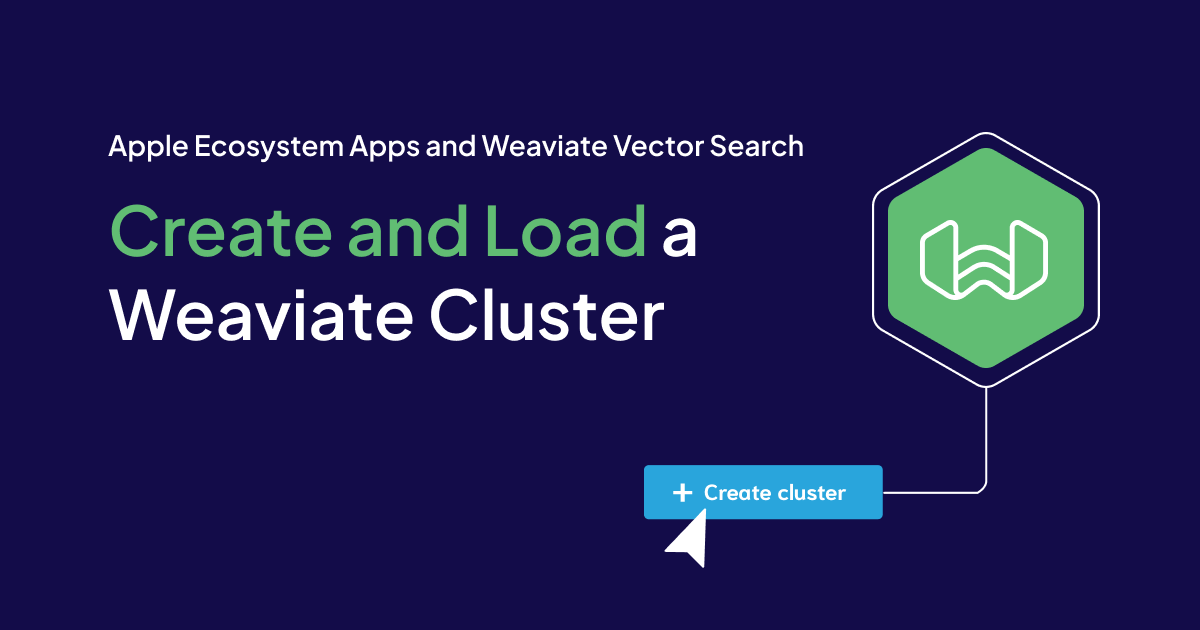 Apple Ecosystem Apps and Weaviate Vector Search
Create and Load a
Weaviate Cluster
+ Create cluster